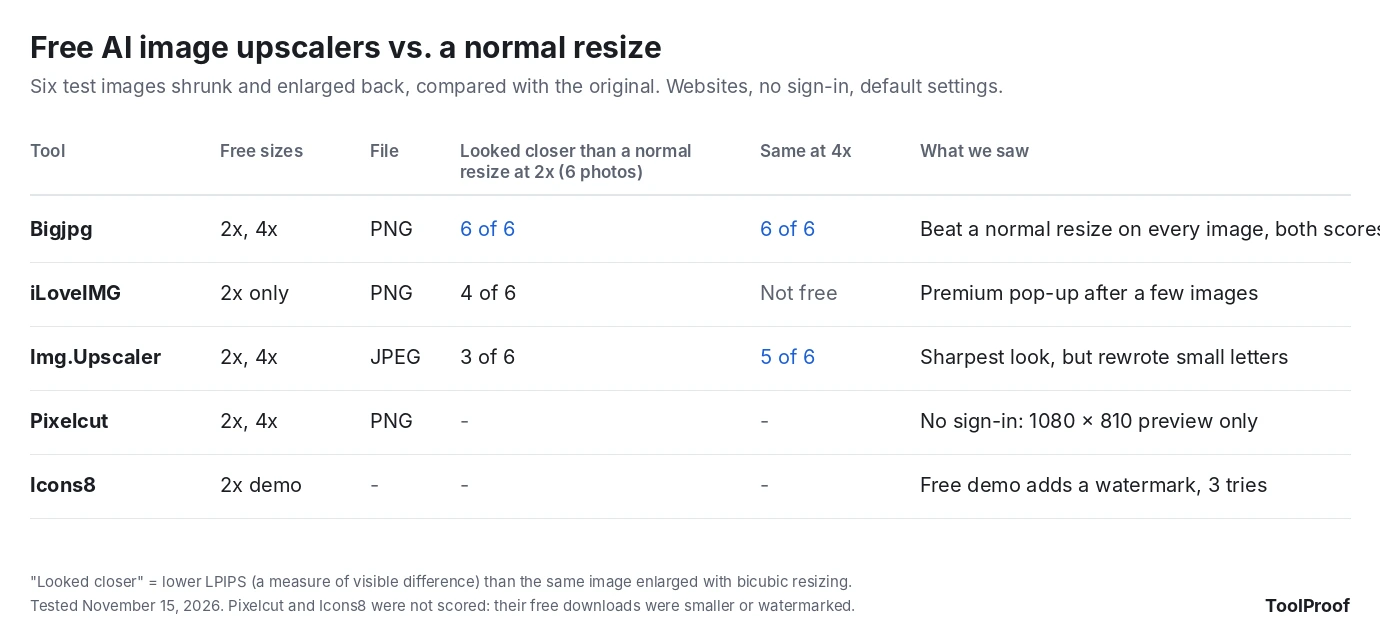 Free AI image upscalers vs. a normal resize
Six test images shrunk and enlarged back, compared with the original. Websites, no sign-in, default settings.
Tool Free sizes File Looked closer than a normal resize at 2x (6 photos) Same at 4x What we saw
Bigjpg 2x, 4x PNG 6 of 6 6 of 6 Beat a normal resize on every image, both scores
iLoveIMG 2x only PNG 4 of 6 Not free Premium pop-up after a few images
Img.Upscaler 2x, 4x JPEG 3 of 6 5 of 6 Sharpest look, but rewrote small letters
Pixelcut 2x, 4x PNG - - No sign-in: 1080 × 810 preview only
Icons8 2x demo - - - Free demo adds a watermark, 3 tries
"Looked closer" = lower LPIPS (a measure of visible difference) than the same image enlarged with bicubic resizing.
Tested November 15, 2026. Pixelcut and Icons8 were not scored: their free downloads were smaller or watermarked.
ToolProof